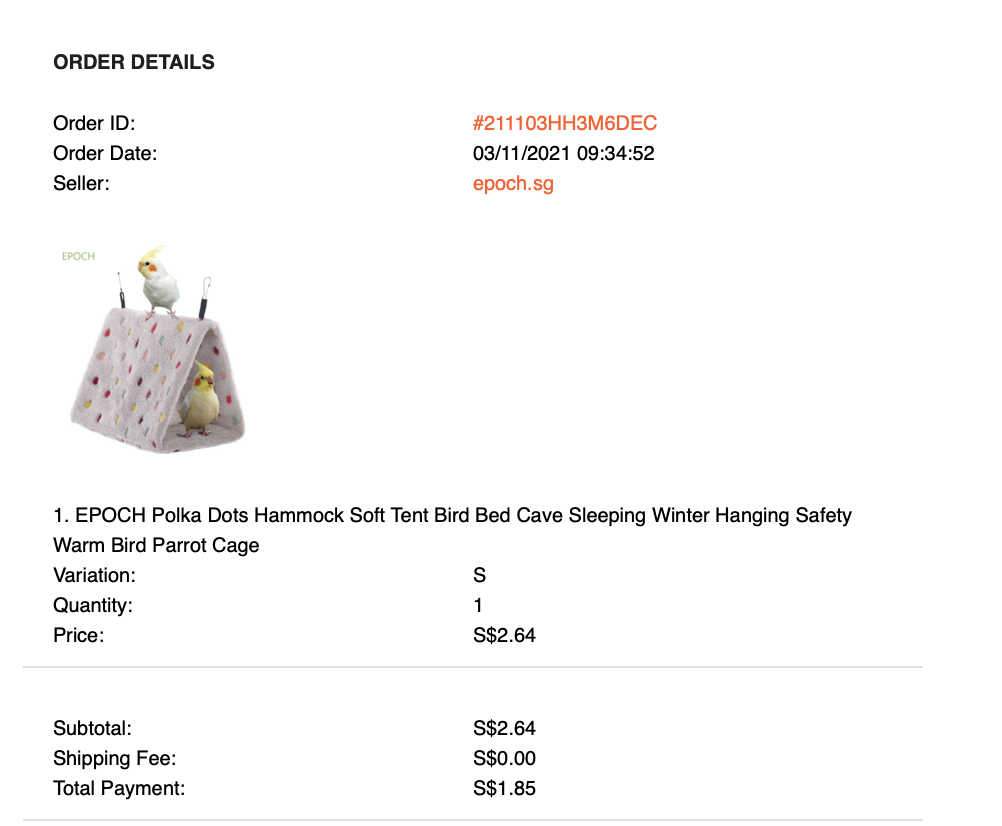 ORDER DETAILS
Order ID: #211103HH3M6DEC
Order Date: 03/11/2021 09:34:52
Seller: epoch.sg
EPOCH
1. EPOCH Polka Dots Hammock Soft Tent Bird Bed Cave Sleeping Winter Hanging Safety
Warm Bird Parrot Cage
Variation: S
Quantity: 1
Price: S$2.64
Subtotal: S$2.64
Shipping Fee: S$0.00
Total Payment: S$1.85